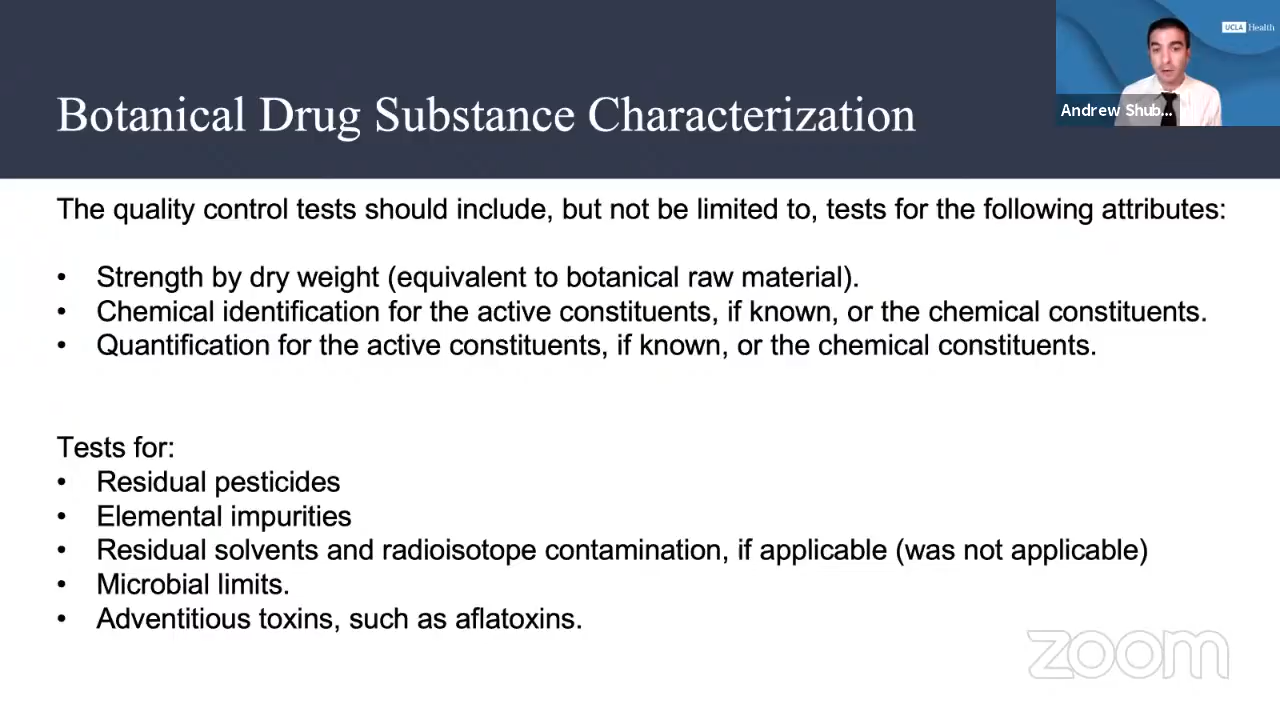 UCLA Health
Andrew Shub...
Botanical Drug Substance Characterization
The quality control tests should include, but not be limited to, tests for the following attributes:
• Strength by dry weight (equivalent to botanical raw material).
• Chemical identification for the active constituents, if known, or the chemical constituents.
• Quantification for the active constituents, if known, or the chemical constituents.
Tests for:
• Residual pesticides
• Elemental impurities
• Residual solvents and radioisotope contamination, if applicable (was not applicable)
• Microbial limits.
• Adventitious toxins, such as aflatoxins.
zoom